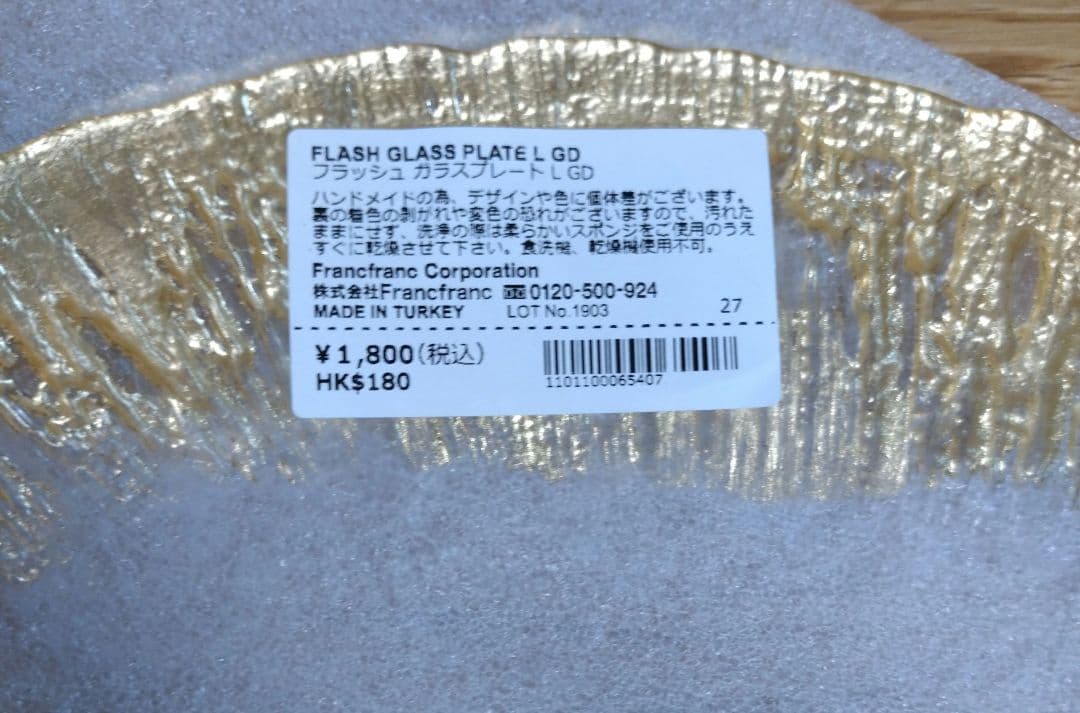 FLASH GLASS PLATE L GD
フラッシュ ガラスプレート L GD
ハンドメイドの為、デザインや色に個体差がございます。
裏の着色の剥がれや変色の恐れがございますので、汚れた
ままにせず、洗浄の際は柔らかいスポンジをご使用のうえ
すぐに乾燥させて下さい。食洗機、乾燥機使用不可。
Francfranc Corporation
株式会社Francfranc 0120-500-924
MADE IN TURKEY LOT No.1903 27
¥1,800(税込)
HK$180
1101100065407